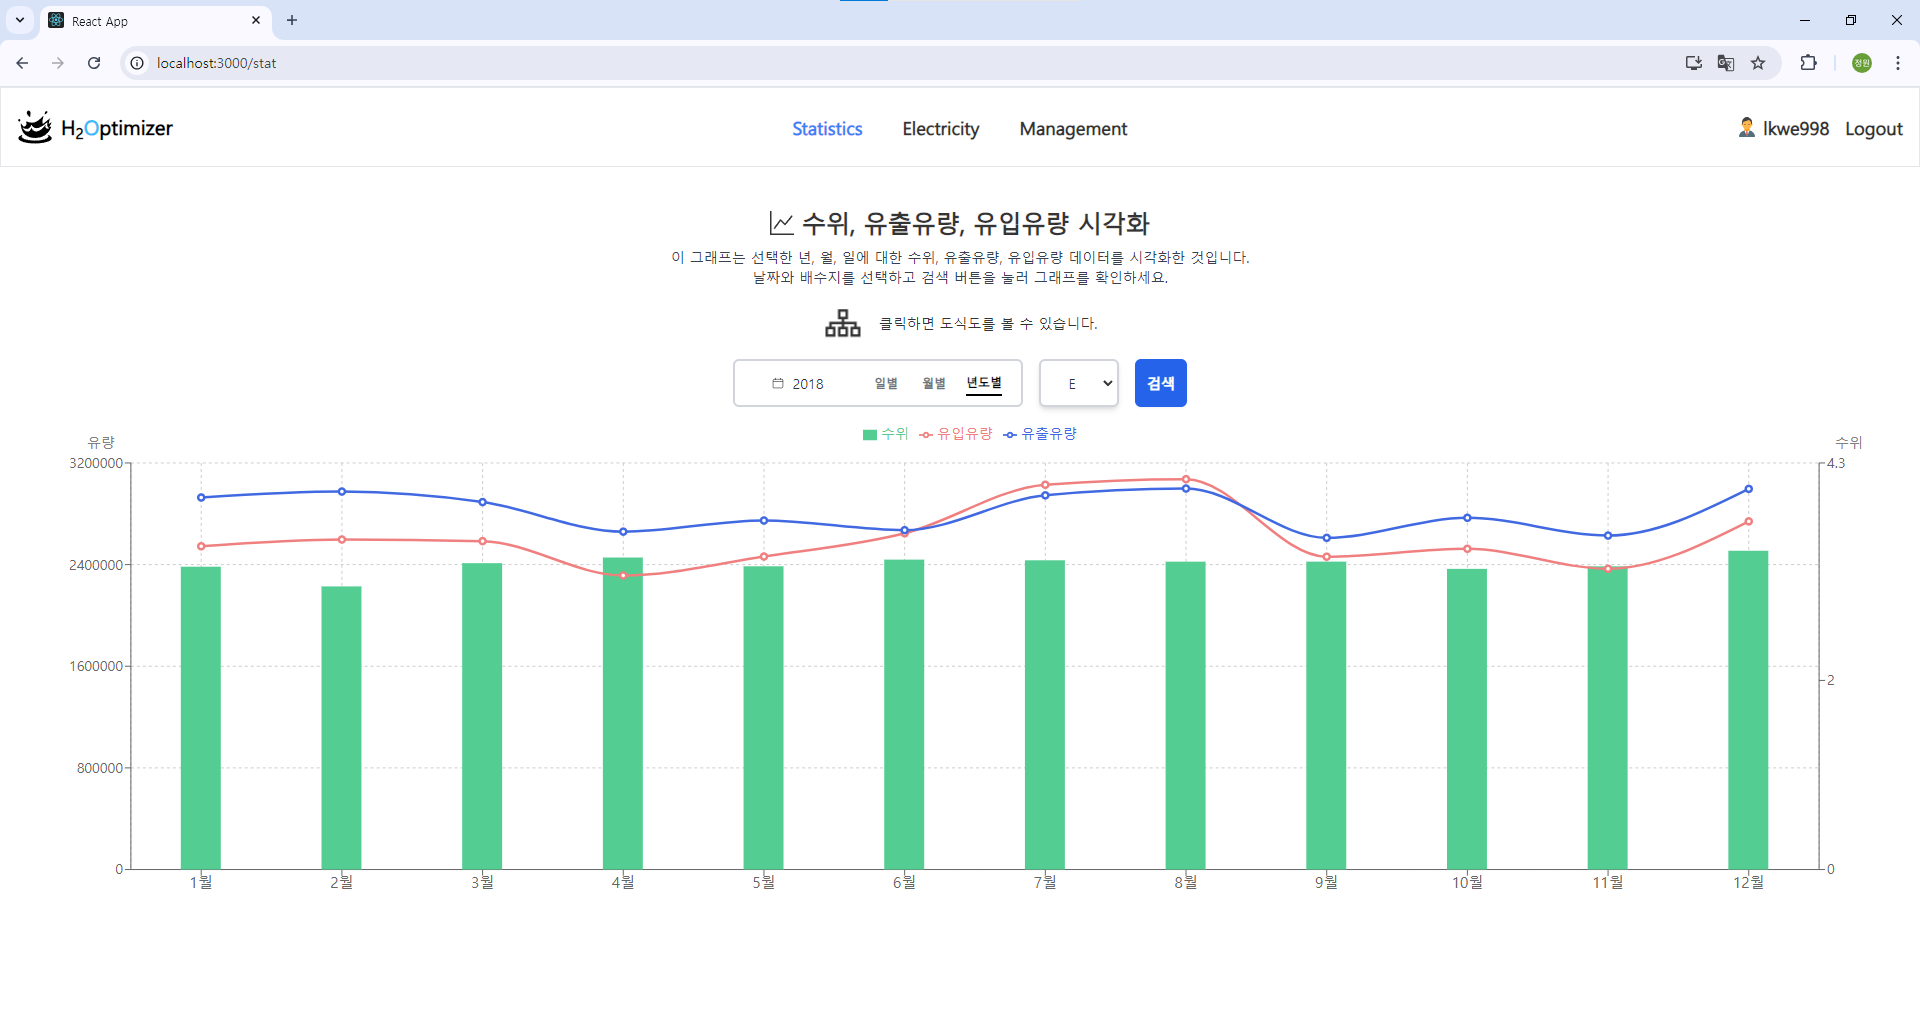 React App
localhost:3000/stat
정원
H2Optimizer
Statistics Electricity Management
lkwe998 Logout
수위, 유출유량, 유입유량 시각화
이 그래프는 선택한 년, 월, 일에 대한 수위, 유출유량, 유입유량 데이터를 시각화한 것입니다.
날짜와 배수지를 선택하고 검색 버튼을 눌러 그래프를 확인하세요.
클릭하면 도식도를 볼 수 있습니다.
2018 일별 월별 년도별 E 검색
수위 유입유량 유출유량
유량 수위
3200000 4.3
2400000
1600000
2
800000
0 0
1월 2월 3월 4월 5월 6월 7월 8월 9월 10월 11월 12월